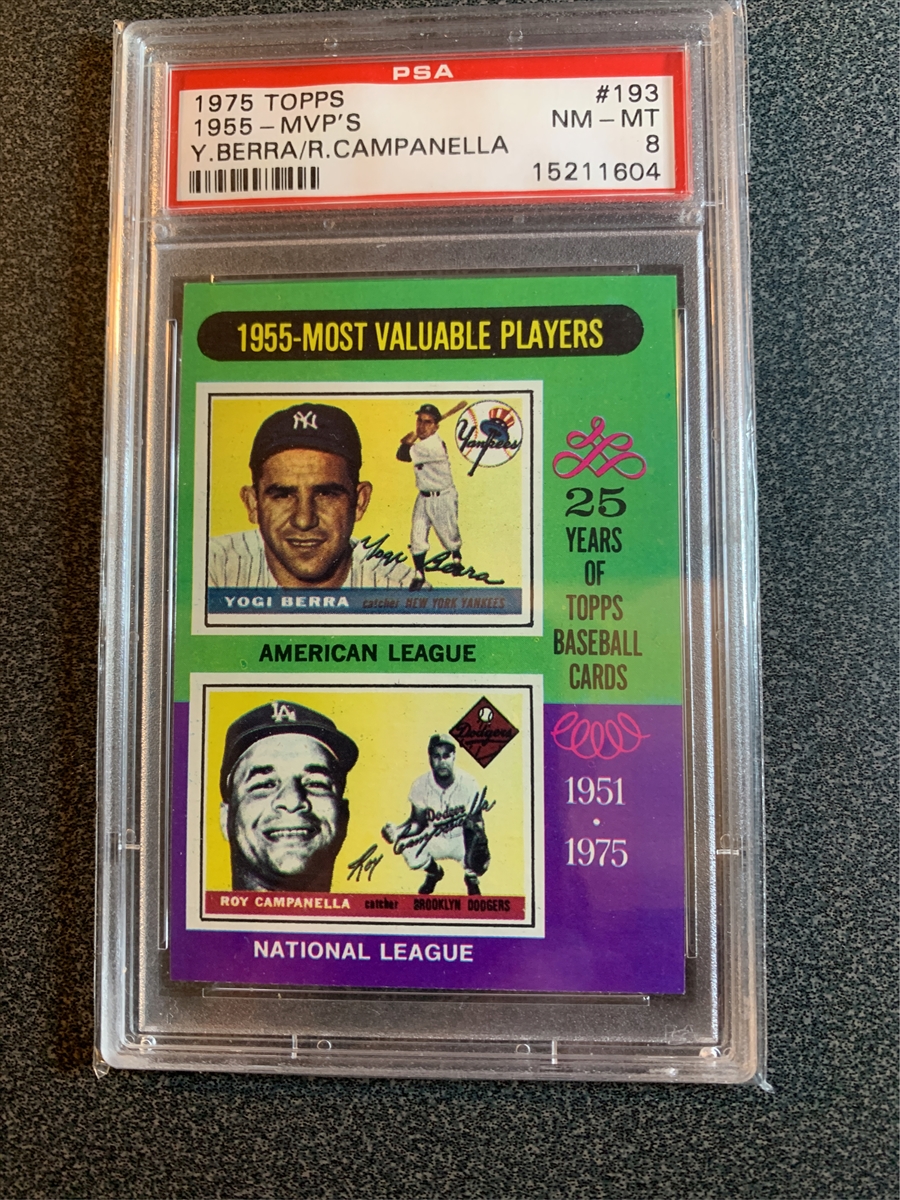 PSA
1975 TOPPS #193
1955 – MVP'S NM – MT
Y.BERRA/R.CAMPANELLA 8
15211604
1955-MOST VALUABLE PLAYERS
NY
Yankees
Yogi Berra
YOGI BERRA catcher NEW YORK YANKEES
AMERICAN LEAGUE
25
YEARS
OF
TOPPS
BASEBALL
CARDS
LA
Dodgers
Dodgers
Roy Campanella
ROY CAMPANELLA catcher BROOKLYN DODGERS
NATIONAL LEAGUE
1951
•
1975